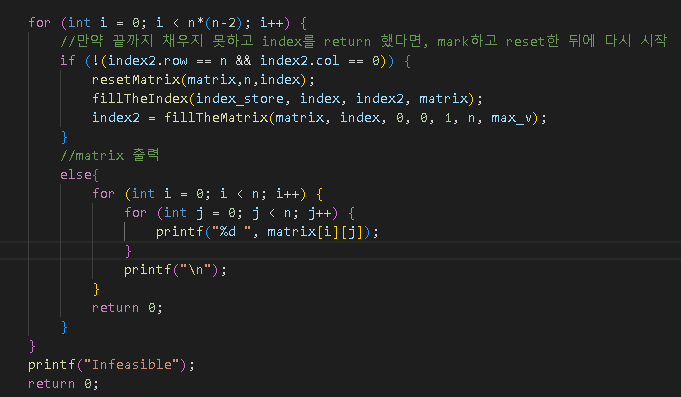 for (int i = 0; i < n*(n-2); i++) {
//만약 끝까지 채우지 못하고 index를 return 했다면, mark하고 reset한 뒤에 다시 시작
if (!(index2.row == n && index2.col == 0)) {
resetMatrix(matrix,n,index);
fillTheIndex(index_store, index, index2, matrix);
index2 = fillTheMatrix(matrix, index, 0, 0, 1, n, max_v);
}
//matrix 출력
else{
for (int i = 0; i < n; i++) {
for (int j = 0; j < n; j++) {
printf("%d ", matrix[i][j]);
}
printf("\n");
}
return 0;
}
}
printf("Infeasible");
return 0;